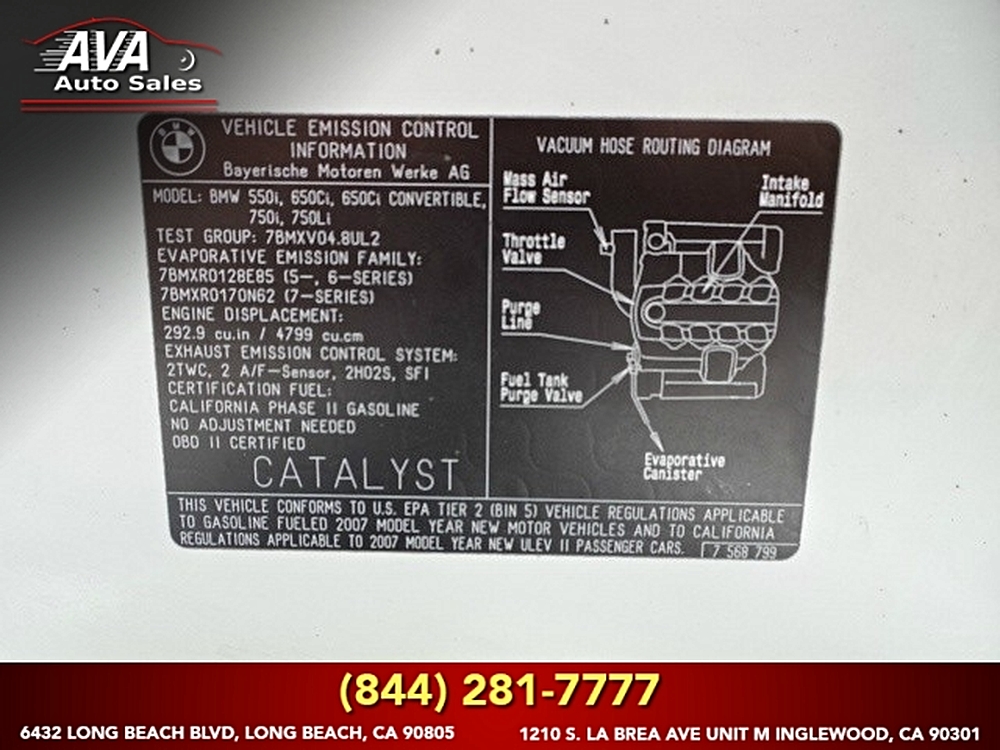 AVA
Auto Sales
BMW
VEHICLE EMISSION CONTROL
INFORMATION
Bayerische Motoren Werke AG
MODEL: BMW 550i, 650Ci, 650Ci CONVERTIBLE,
750i, 750Li
TEST GROUP: 7BMXV04.8UL2
EVAPORATIVE EMISSION FAMILY:
7BMXR0128E85 (5-, 6-SERIES)
7BMXR0170N62 (7-SERIES)
ENGINE DISPLACEMENT:
292.9 cu.in / 4799 cu.cm
EXHAUST EMISSION CONTROL SYSTEM:
2TWC, 2 A/F-Sensor, 2HO2S, SFI
CERTIFICATION FUEL:
CALIFORNIA PHASE II GASOLINE
NO ADJUSTMENT NEEDED
OBD II CERTIFIED
CATALYST
VACUUM HOSE ROUTING DIAGRAM
Mass Air
Flow Sensor
Intake
Manifold
Throttle
Valve
Purge
Line
Fuel Tank
Purge Valve
Evaporative
Canister
THIS VEHICLE CONFORMS TO U.S. EPA TIER 2 (BIN 5) VEHICLE REGULATIONS APPLICABLE
TO GASOLINE FUELED 2007 MODEL YEAR NEW MOTOR VEHICLES AND TO CALIFORNIA
REGULATIONS APPLICABLE TO 2007 MODEL YEAR NEW ULEV II PASSENGER CARS.
7 568 799
(844) 281-7777
6432 LONG BEACH BLVD, LONG BEACH, CA 90805
1210 S. LA BREA AVE UNIT M INGLEWOOD, CA 90301